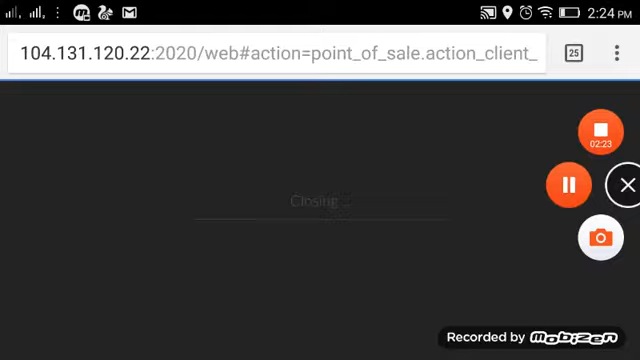 2:24 PM
104.131.120.22:2020/web#action=point_of_sale.action_client_
25
02:23
Closing ...
Recorded by mobizen